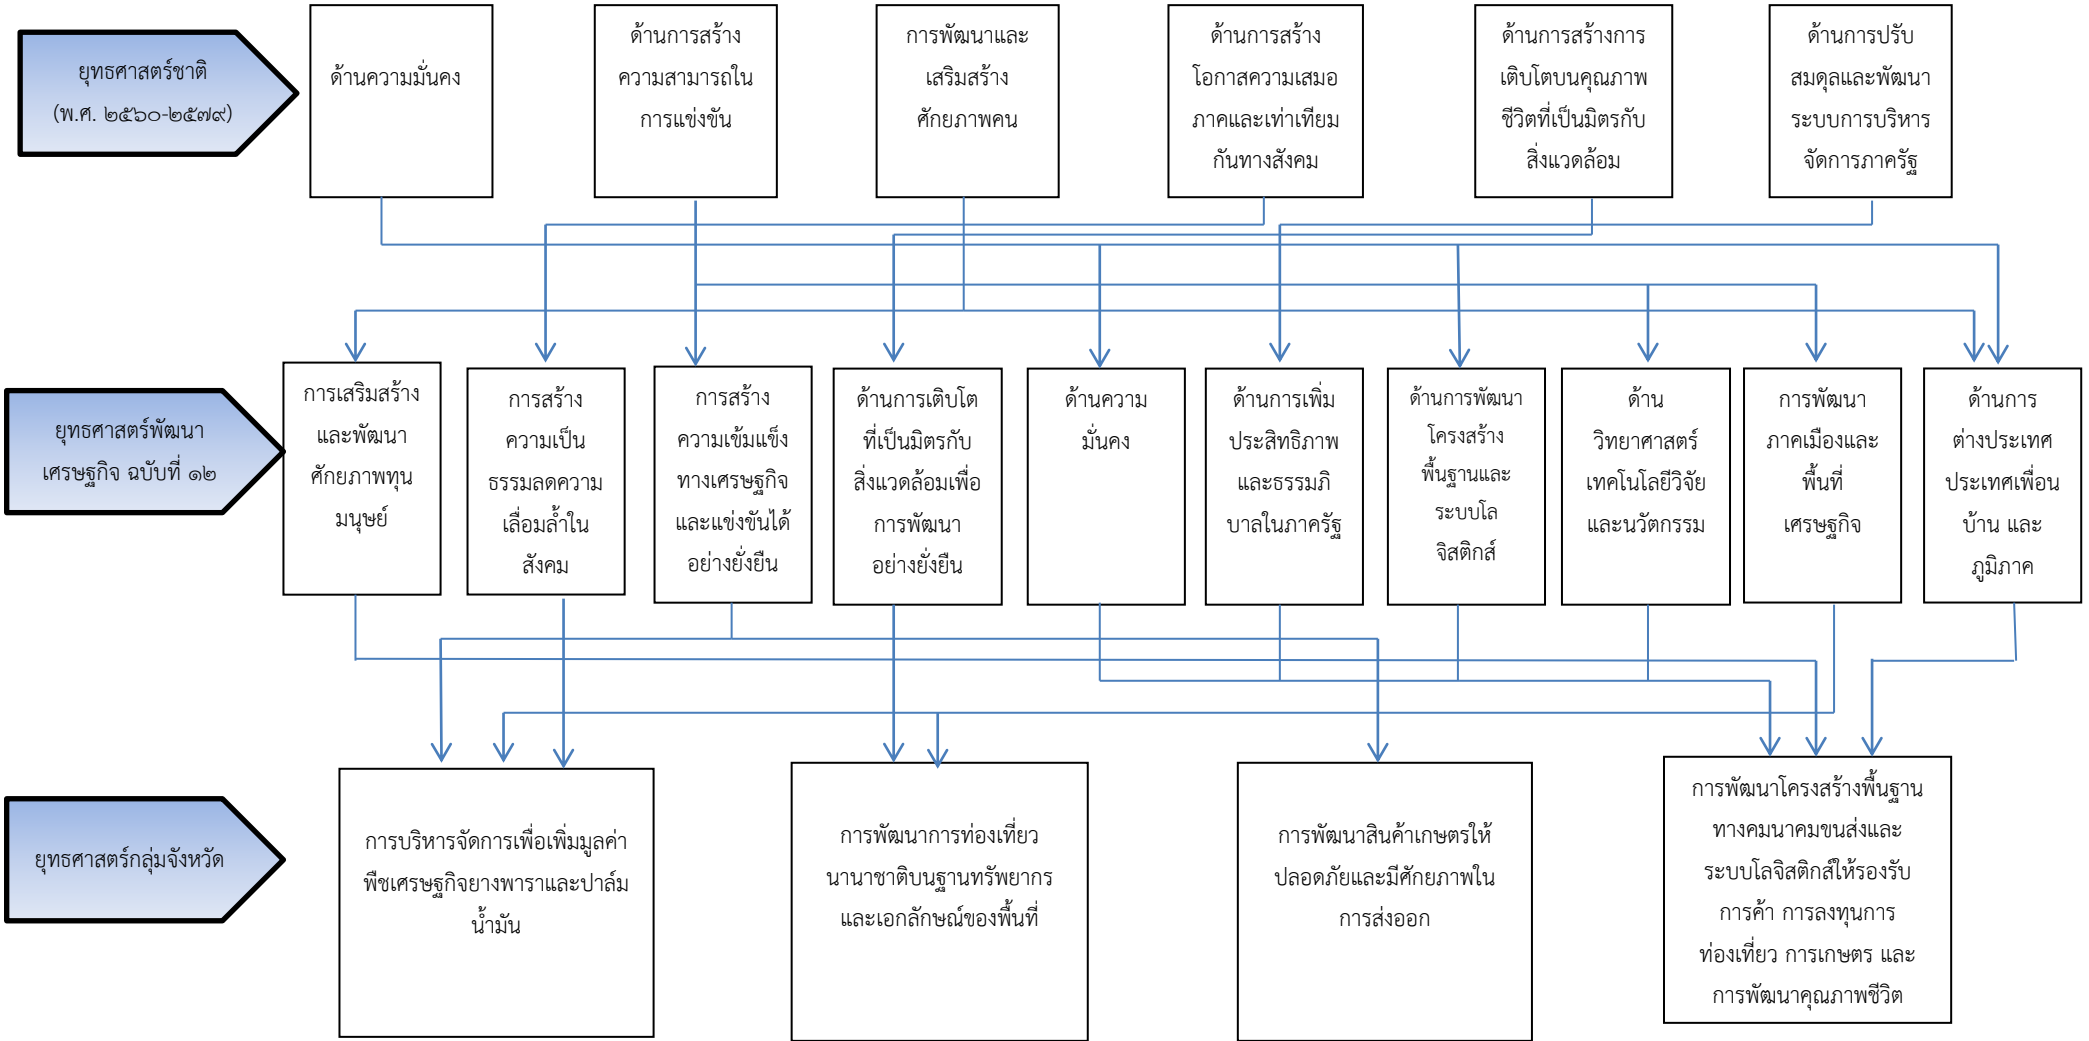 ยุทธศาสตร์ชาติ
(พ.ศ. ๒๕๖๐-๒๕๗๙)
ด้านความมั่นคง
ด้านการสร้าง
ความสามารถใน
การแข่งขัน
การพัฒนาและ
เสริมสร้าง
ศักยภาพคน
ด้านการสร้าง
โอกาสความเสมอ
ภาคและเท่าเทียม
กันทางสังคม
ด้านการสร้างการ
เติบโตบนคุณภาพ
ชีวิตที่เป็นมิตรกับ
สิ่งแวดล้อม
ด้านการปรับ
สมดุลและพัฒนา
ระบบการบริหาร
จัดการภาครัฐ
ยุทธศาสตร์พัฒนา
เศรษฐกิจ ฉบับที่ ๑๒
การเสริมสร้าง
และพัฒนา
ศักยภาพทุน
มนุษย์
การสร้าง
ความเป็น
ธรรมลดความ
เลื่อมล้ำใน
สังคม
การสร้าง
ความเข้มแข็ง
ทางเศรษฐกิจ
และแข่งขันได้
อย่างยั่งยืน
ด้านการเติบโต
ที่เป็นมิตรกับ
สิ่งแวดล้อมเพื่อ
การพัฒนา
อย่างยั่งยืน
ด้านความ
มั่นคง
ด้านการเพิ่ม
ประสิทธิภาพ
และธรรมภิ
บาลในภาครัฐ
ด้านการพัฒนา
โครงสร้าง
พื้นฐานและ
ระบบโล
จิสติกส์
ด้าน
วิทยาศาสตร์
เทคโนโลยีวิจัย
และนวัตกรรม
การพัฒนา
ภาคเมืองและ
พื้นที่
เศรษฐกิจ
ด้านการ
ต่างประเทศ
ประเทศเพื่อน
บ้าน และ
ภูมิภาค
ยุทธศาสตร์กลุ่มจังหวัด
การบริหารจัดการเพื่อเพิ่มมูลค่า
พืชเศรษฐกิจยางพาราและปาล์ม
น้ำมัน
การพัฒนาการท่องเที่ยว
นานาชาติบนฐานทรัพยากร
และเอกลักษณ์ของพื้นที่
การพัฒนาสินค้าเกษตรให้
ปลอดภัยและมีศักยภาพใน
การส่งออก
การพัฒนาโครงสร้างพื้นฐาน
ทางคมนาคมขนส่งและ
ระบบโลจิสติกส์ให้รองรับ
การค้า การลงทุนการ
ท่องเที่ยว การเกษตร และ
การพัฒนาคุณภาพชีวิต